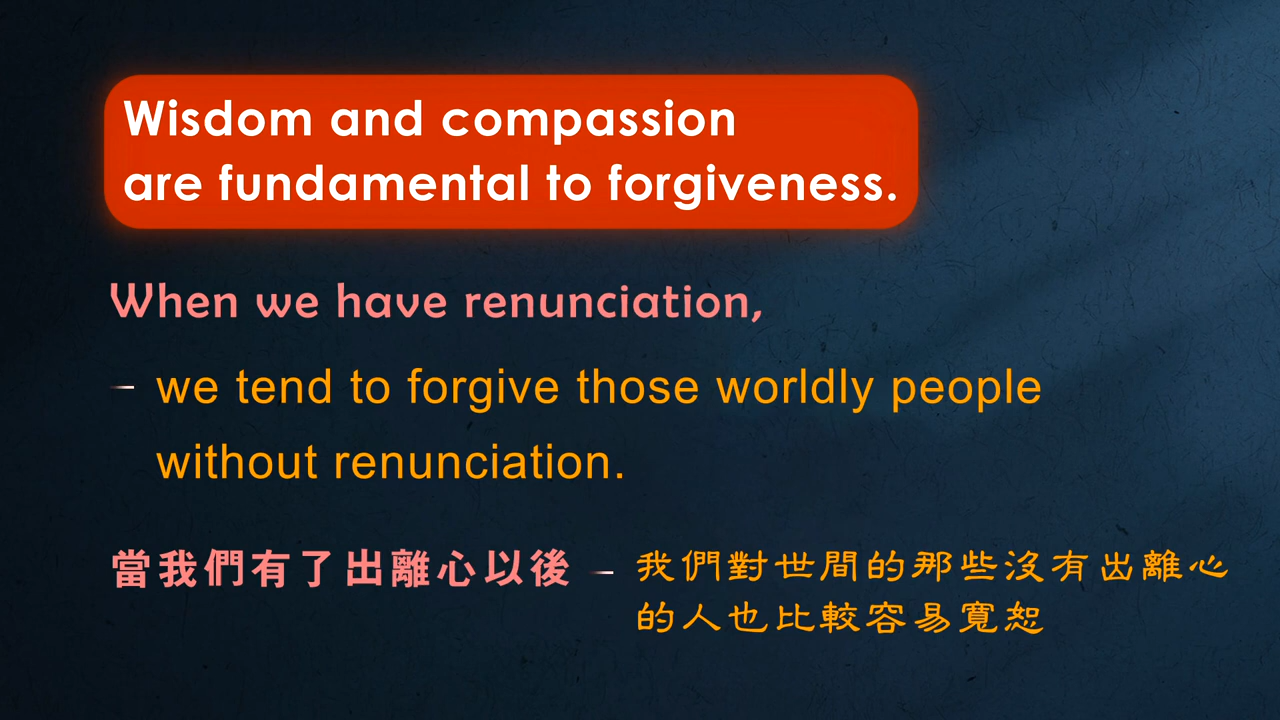 Wisdom and compassion
are fundamental to forgiveness.
When we have renunciation,
– we tend to forgive those worldly people
without renunciation.
當我們有了出離心以後 – 我們對世間的那些沒有出離心
的人也比較容易寬恕